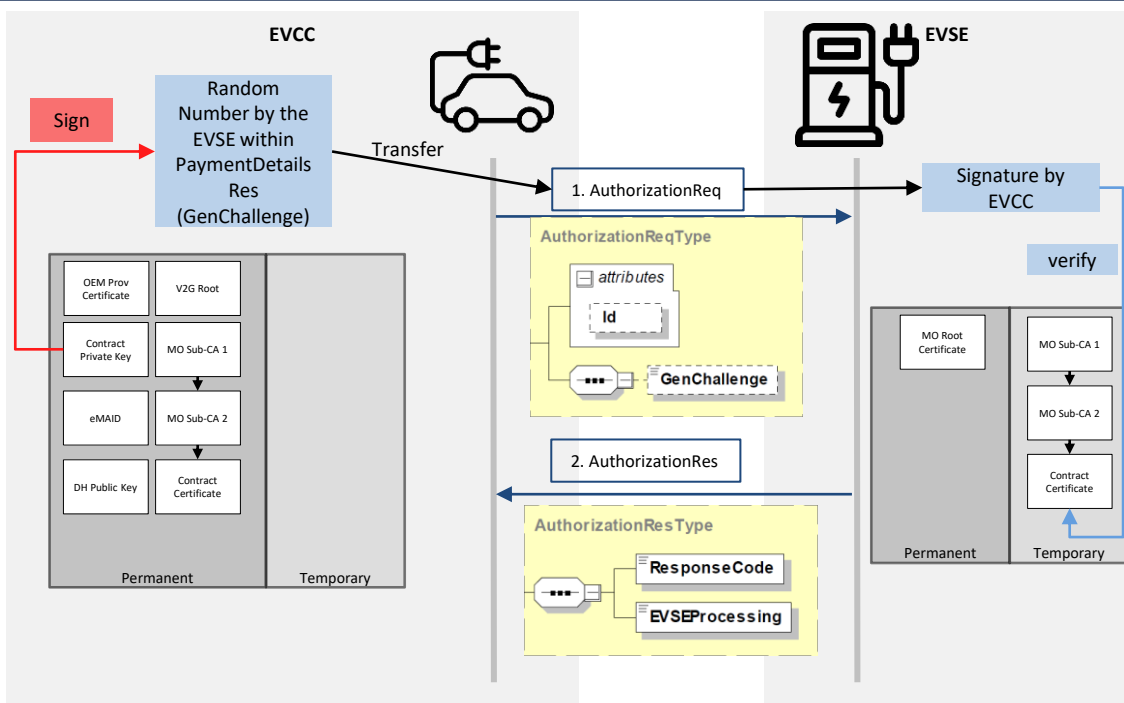 EVCC
EVSE
Sign
Random
Number by the
EVSE within
PaymentDetails
Res
(GenChallenge)
Transfer
1. AuthorizationReq
Signature by
EVCC
verify
AuthorizationReqType
attributes
Id
GenChallenge
OEM Prov
Certificate
V2G Root
Contract
Private Key
MO Sub-CA 1
eMAID
MO Sub-CA 2
DH Public Key
Contract
Certificate
Permanent
Temporary
2. AuthorizationRes
AuthorizationResType
ResponseCode
EVSEProcessing
MO Root
Certificate
MO Sub-CA 1
MO Sub-CA 2
Contract
Certificate
Permanent
Temporary